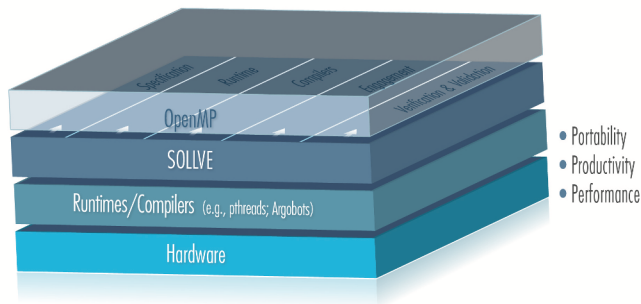 Specification
Runtime
Compilers
Engagement
Verification & Validation
OpenMP
SOLLVE
Runtimes/Compilers (e.g., pthreads; Argobots)
Hardware
• Portability
• Productivity
• Performance